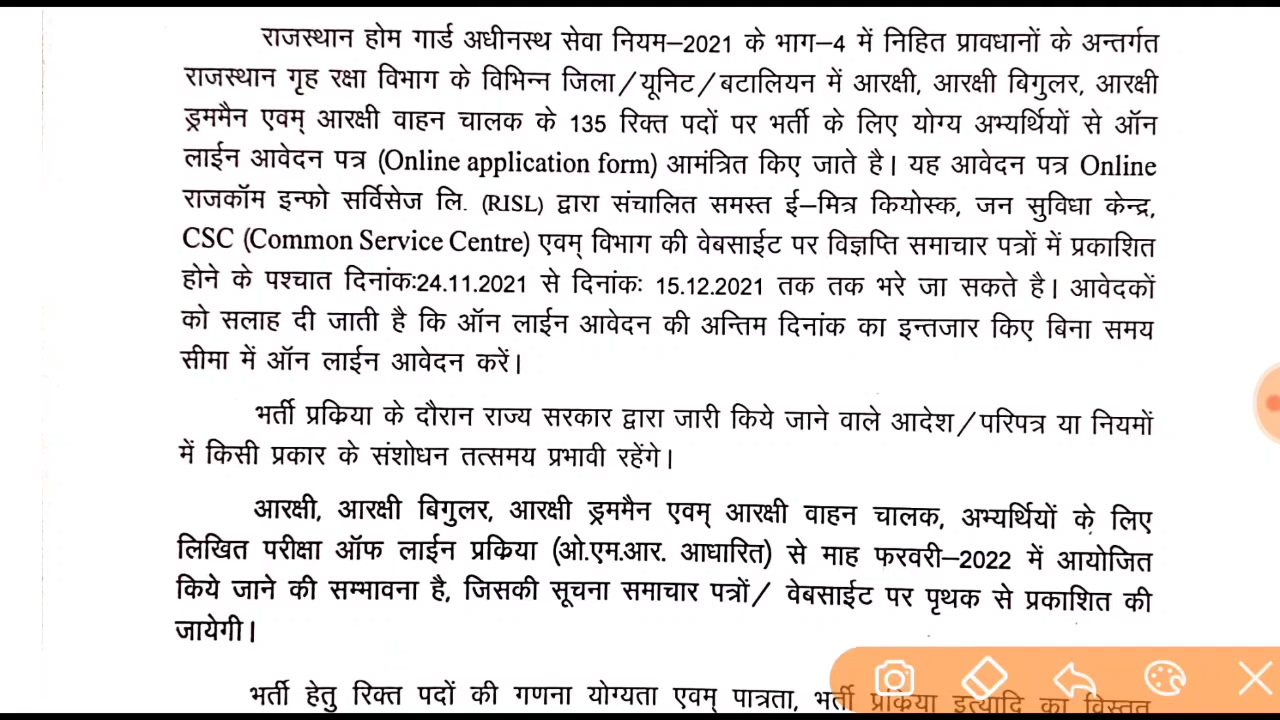 राजस्थान होम गार्ड अधीनस्थ सेवा नियम–2021 के भाग–4 में निहित प्रावधानों के अन्तर्गत
राजस्थान गृह रक्षा विभाग के विभिन्न जिला/यूनिट/बटालियन में आरक्षी, आरक्षी बिगुलर, आरक्षी
ड्रममैन एवम् आरक्षी वाहन चालक के 135 रिक्त पदों पर भर्ती के लिए योग्य अभ्यर्थियों से ऑन
लाईन आवेदन पत्र (Online application form) आमंत्रित किए जाते है। यह आवेदन पत्र Online
राजकॉम इन्फो सर्विसेज लि. (RISL) द्वारा संचालित समस्त ई–मित्र कियोस्क, जन सुविधा केन्द्र,
CSC (Common Service Centre) एवम् विभाग की वेबसाईट पर विज्ञप्ति समाचार पत्रों में प्रकाशित
होने के पश्चात दिनांकः24.11.2021 से दिनांकः 15.12.2021 तक तक भरे जा सकते है। आवेदकों
को सलाह दी जाती है कि ऑन लाईन आवेदन की अन्तिम दिनांक का इन्तजार किए बिना समय
सीमा में ऑन लाईन आवेदन करें।
भर्ती प्रकिया के दौरान राज्य सरकार द्वारा जारी किये जाने वाले आदेश/परिपत्र या नियमों
में किसी प्रकार के संशोधन तत्समय प्रभावी रहेंगे।
आरक्षी, आरक्षी बिगुलर, आरक्षी ड्रममैन एवम् आरक्षी वाहन चालक, अभ्यर्थियों के लिए
लिखित परीक्षा ऑफ लाईन प्रकिया (ओ.एम.आर. आधारित) से माह फरवरी–2022 में आयोजित
किये जाने की सम्भावना है, जिसकी सूचना समाचार पत्रों/ वेबसाईट पर पृथक से प्रकाशित की
जायेगी।
भर्ती हेतु रिक्त पदों की गणना योग्यता एवम् पात्रता, भर्ती प्रकिया इत्यादि का विस्तृत